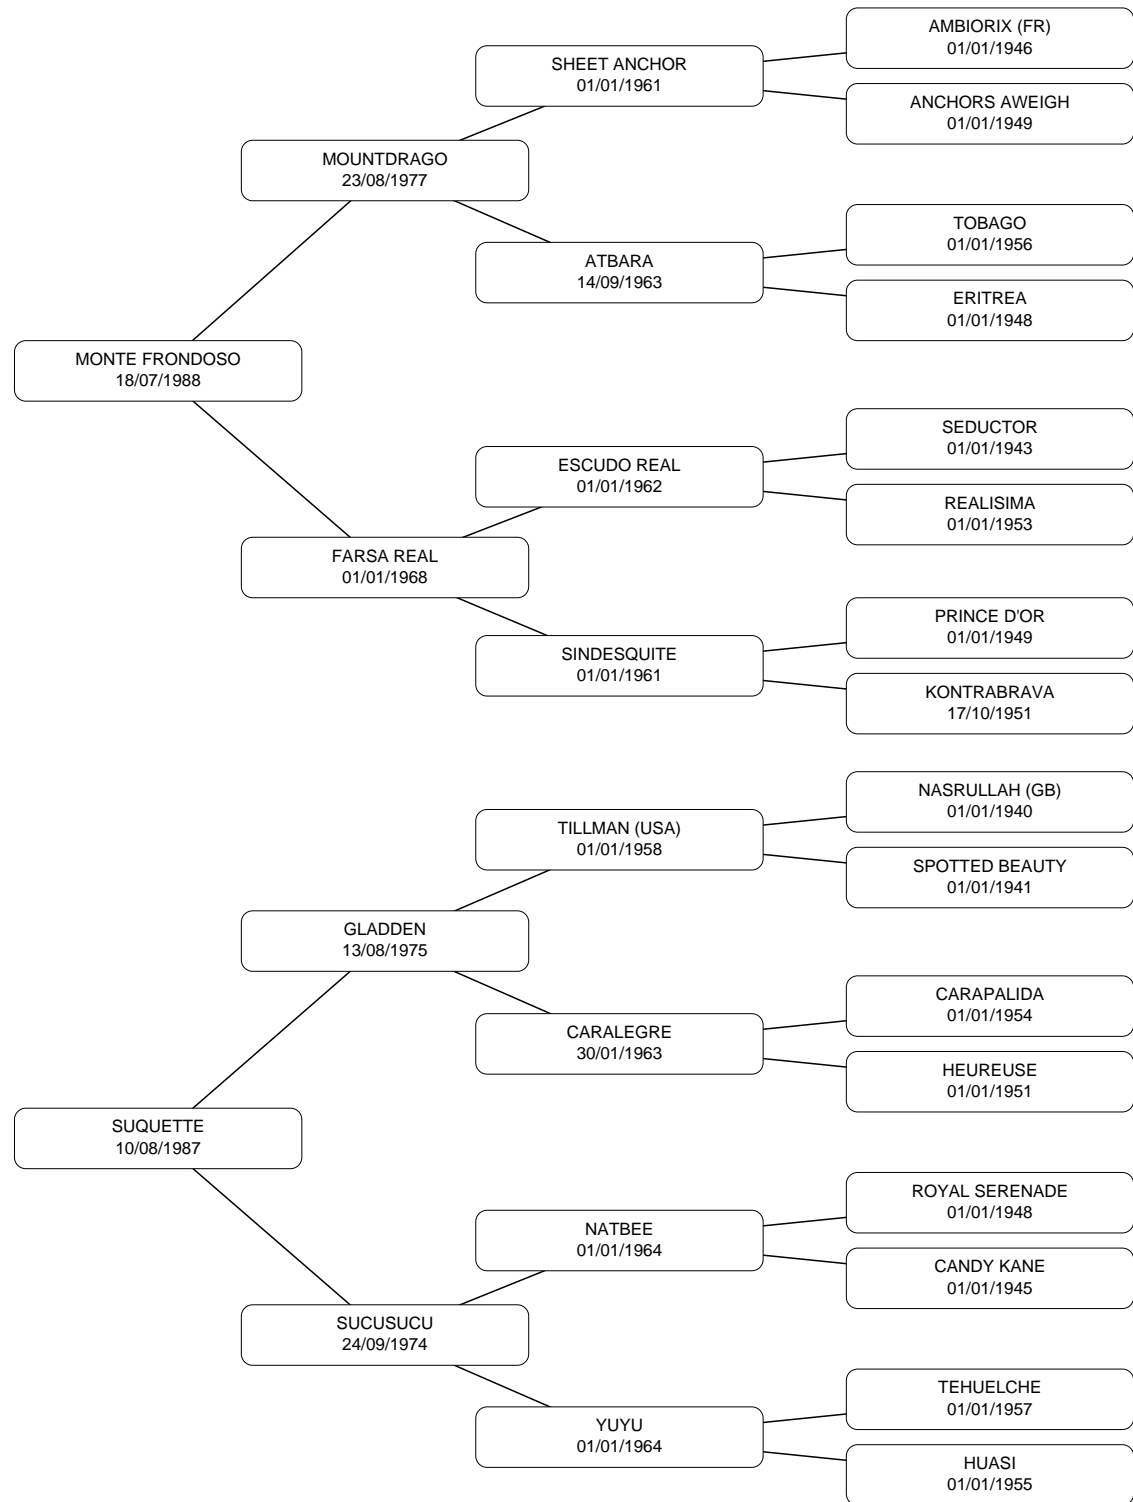 AMBIORIX (FR)
01/01/1946
SHEET ANCHOR
01/01/1961
ANCHORS AWEIGH
01/01/1949
MOUNTDRAGO
23/08/1977
TOBAGO
01/01/1956
ATBARA
14/09/1963
ERITREA
01/01/1948
MONTE FRONDOSO
18/07/1988
SEDUCTOR
01/01/1943
ESCUDO REAL
01/01/1962
REALISIMA
01/01/1953
FARSA REAL
01/01/1968
PRINCE D'OR
01/01/1949
SINDESQUITE
01/01/1961
KONTRABRAVA
17/10/1951
NASRULLAH (GB)
01/01/1940
TILLMAN (USA)
01/01/1958
SPOTTED BEAUTY
01/01/1941
GLADDEN
13/08/1975
CARAPALIDA
01/01/1954
CARALEGRE
30/01/1963
HEUREUSE
01/01/1951
SUQUETTE
10/08/1987
ROYAL SERENADE
01/01/1948
NATBEE
01/01/1964
CANDY KANE
01/01/1945
SUCUSUCU
24/09/1974
TEHUELCHE
01/01/1957
YUYU
01/01/1964
HUASI
01/01/1955